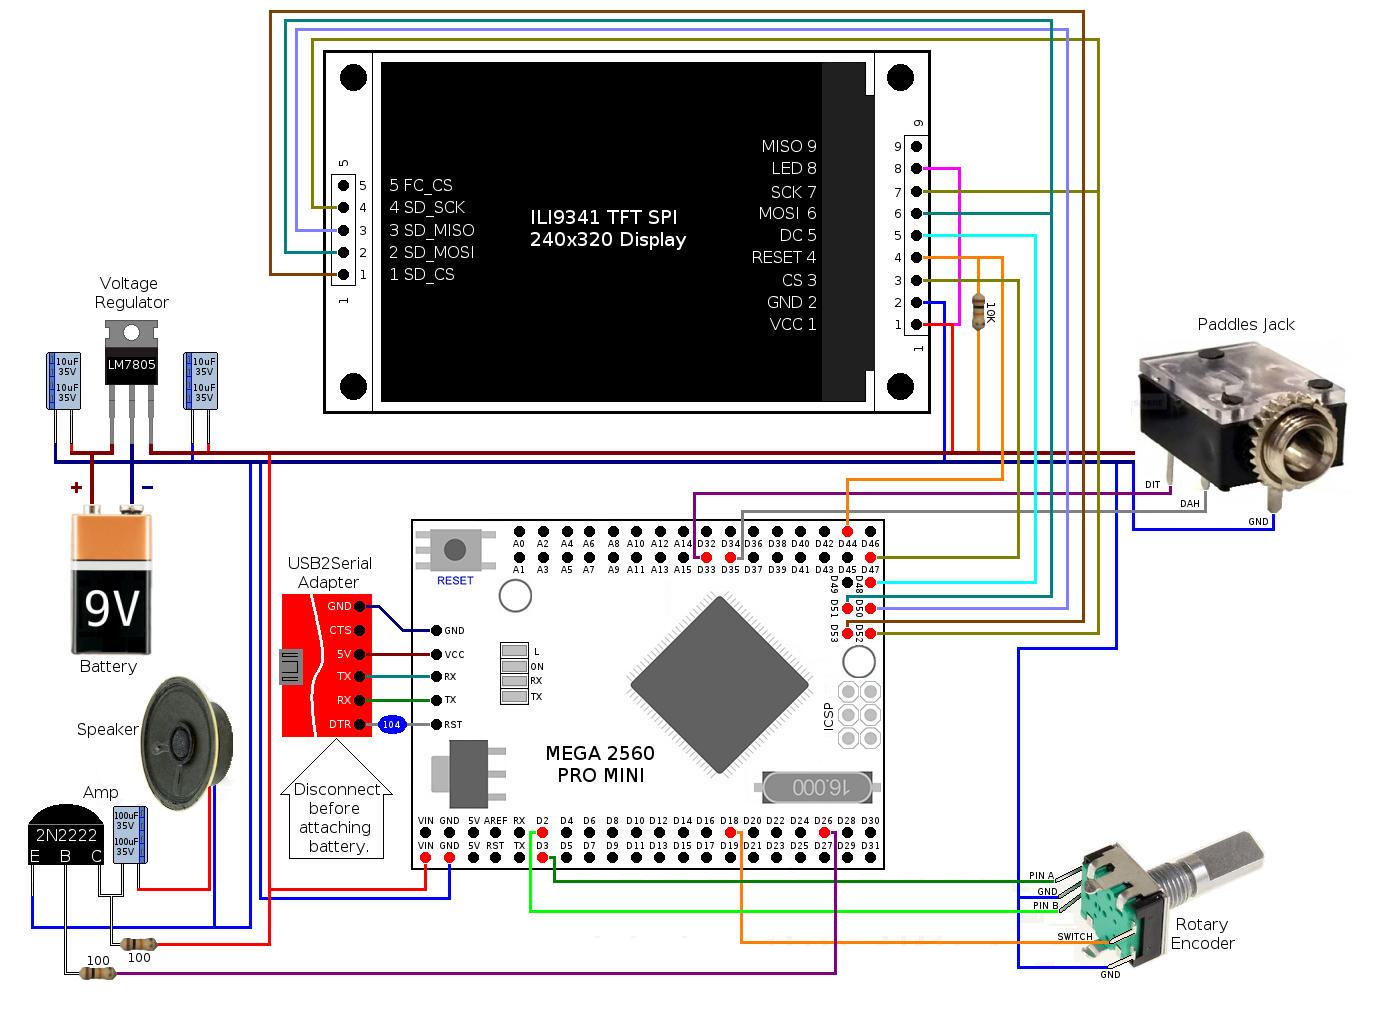 5
5
4
3
2
1
1
5 FC_CS
4 SD_SCK
3 SD_MISO
2 SD_MOSI
1 SD_CS
ILI9341 TFT SPI
240x320 Display
MISO 9
LED 8
SCK 7
MOSI 6
DC 5
RESET 4
CS 3
GND 2
VCC 1
9
9
8
7
6
5
4
3
2
1
1
10K
Voltage
Regulator
LM7805
10uF
35V
10uF
35V
10uF
35V
10uF
35V
+ −
9V
Battery
Paddles Jack
DIT
DAH
GND
USB2Serial
Adapter
GND
CTS
5V
TX
RX
DTR
104
Disconnect
before
attaching
battery.
RESET
A0 A2 A4 A6 A8 A10 A12 A14 D32 D34 D36 D38 D40 D42 D44 D46
A1 A3 A5 A7 A9 A11 A13 A15 D33 D35 D37 D39 D41 D43 D45 D47
D49 D48
D51 D50
D53 D52
GND
VCC
RX
TX
RST
L
ON
RX
TX
ICSP
MEGA 2560
PRO MINI
16.000
VIN GND 5V AREF RX D2 D4 D6 D8 D10 D12 D14 D16 D18 D20 D22 D24 D26 D28 D30
VIN GND 5V RST TX D3 D5 D7 D9 D11 D13 D15 D17 D19 D21 D23 D25 D27 D29 D31
Speaker
Amp
2N2222
E B C
100uF
35V
100uF
35V
100
100
PIN A
GND
PIN B
SWITCH
GND
Rotary
Encoder